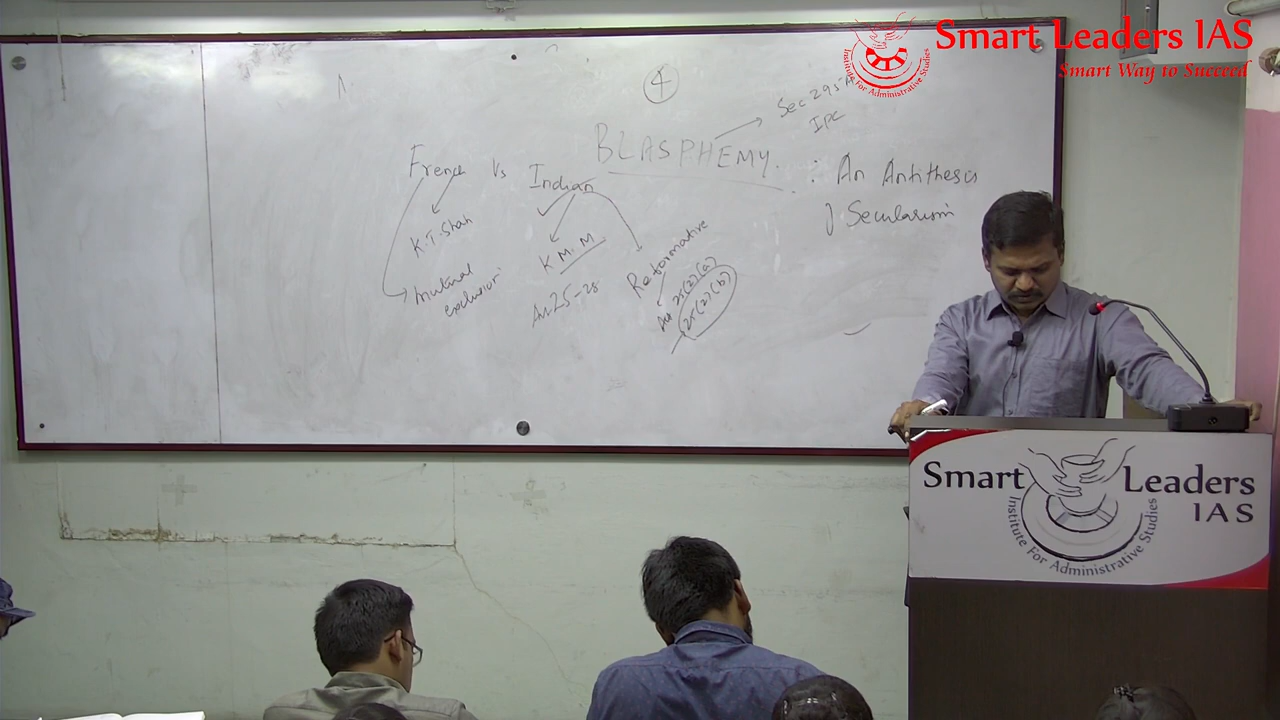 Smart Leaders IAS
Smart Way to Succeed
Institute For Administrative Studies
4
Sec 295A
IPC
BLASPHEMY : An Antithesis
of Secularism
French Vs Indian
K.T. Shah
mutual
exclusion
K M. M
Art 25-28
Reformative
Art 25(2)(a)
25(2)(b)
Smart Leaders
IAS
Institute For Administrative Studies